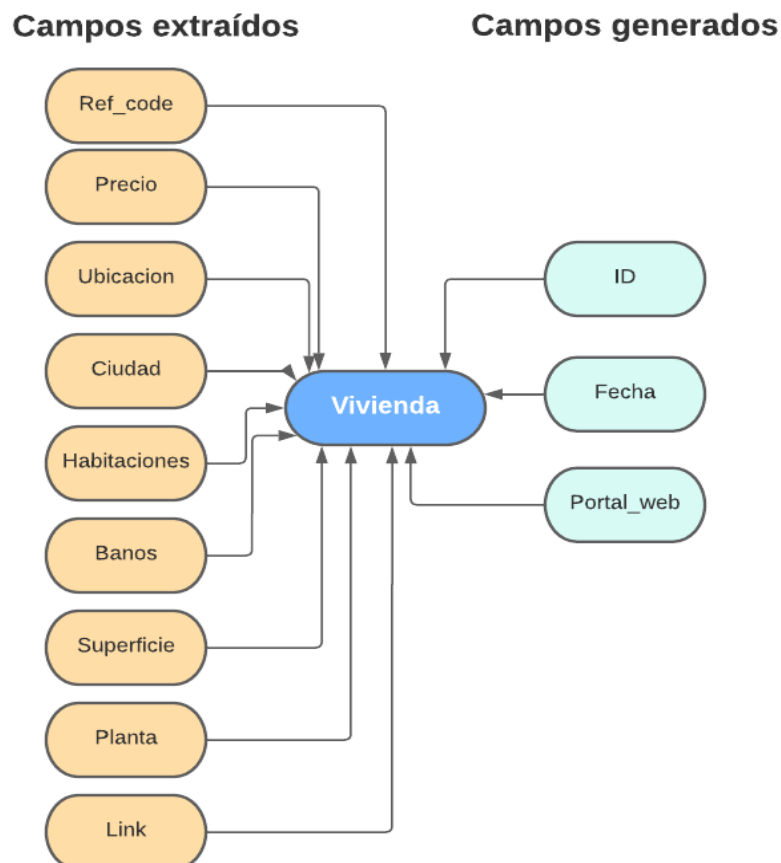 Campos extraídos
Campos generados
Ref_code
Precio
Ubicacion
Ciudad
Habitaciones
Banos
Superficie
Planta
Link
Vivienda
ID
Fecha
Portal_web